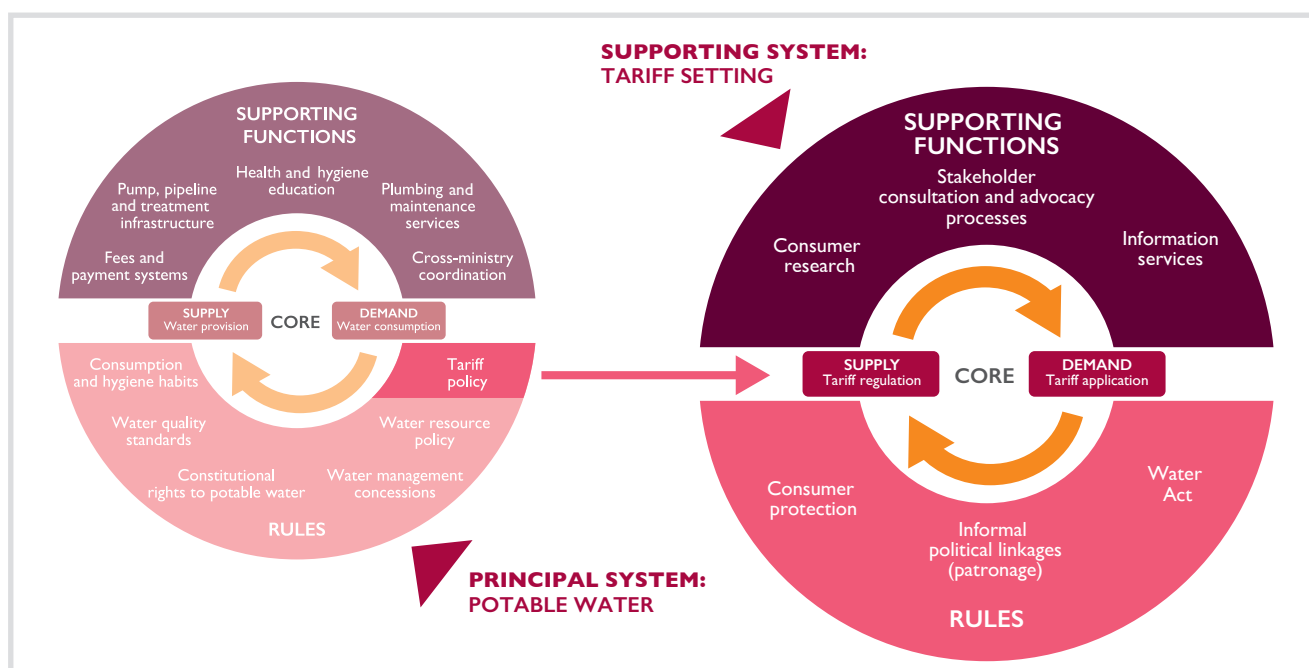 SUPPORTING SYSTEM:
TARIFF SETTING
SUPPORTING
FUNCTIONS
Health and hygiene
education
Pump, pipeline
and treatment
infrastructure
Plumbing and
maintenance
services
Fees and
payment systems
Cross-ministry
coordination
SUPPLY
Water provision
CORE
DEMAND
Water consumption
Consumption
and hygiene habits
Tariff
policy
Water quality
standards
Water resource
policy
Constitutional
rights to potable water
Water management
concessions
RULES
PRINCIPAL SYSTEM:
POTABLE WATER
SUPPORTING
FUNCTIONS
Stakeholder
consultation and advocacy
processes
Consumer
research
Information
services
SUPPLY
Tariff regulation
CORE
DEMAND
Tariff application
Consumer
protection
Water
Act
Informal
political linkages
(patronage)
RULES